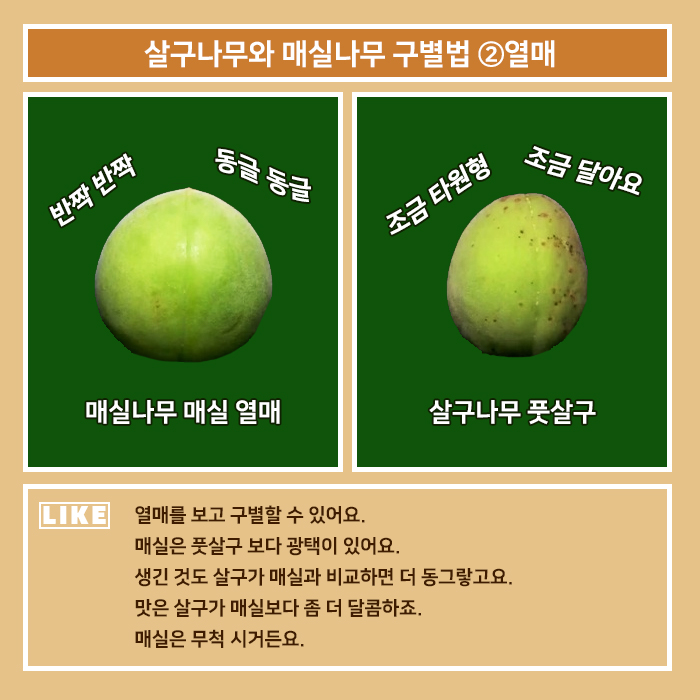 살구나무와 매실나무 구별법 ②열매
반짝 반짝
동글 동글
매실나무 매실 열매
조금 타원형
조금 달아요
살구나무 풋살구
LIKE
열매를 보고 구별할 수 있어요.
매실은 풋살구 보다 광택이 있어요.
생긴 것도 살구가 매실과 비교하면 더 동그랗고요.
맛은 살구가 매실보다 좀 더 달콤하죠.
매실은 무척 시거든요.